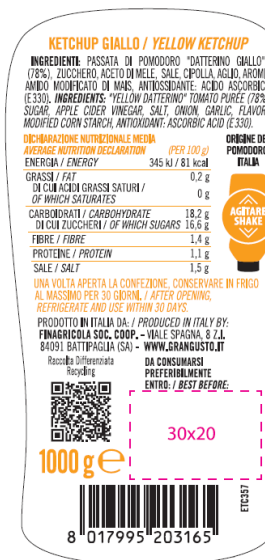 KETCHUP GIALLO / YELLOW KETCHUP
INGREDIENTI: PASSATA DI POMODORO "DATTERINO GIALLO"
(78%), ZUCCHERO, ACETO DI MELE, SALE, CIPOLLA, AGLIO, AROMI
AMIDO MODIFICATO DI MAIS, ANTIOSSIDANTE: ACIDO ASCORBIC
(E330). INGREDIENTS: "YELLOW DATTERINO" TOMATO PURÉE (78%
SUGAR, APPLE CIDER VINEGAR, SALT, ONION, GARLIC, FLAVOR
MODIFIED CORN STARCH, ANTIOXIDANT: ASCORBIC ACID (E 330).
DICHIARAZIONE NUTRIZIONALE MEDIA
AVERAGE NUTRITION DECLARATION (PER 100 g)
ENERGIA / ENERGY 345 kJ / 81 kcal
GRASSI / FAT 0,2 g
DI CUI ACIDI GRASSI SATURI /
OF WHICH SATURATES 0 g
CARBOIDRATI / CARBOHYDRATE 18,2 g
DI CUI ZUCCHERI / OF WHICH SUGARS 16,6 g
FIBRE / FIBRE 1,4 g
PROTEINE / PROTEIN 1,1 g
SALE / SALT 1,5 g
ORIGINE DE
POMODORO
ITALIA
AGITARE
SHAKE
UNA VOLTA APERTA LA CONFEZIONE, CONSERVARE IN FRIGO
AL MASSIMO PER 30 GIORNI. / AFTER OPENING,
REFRIGERATE AND USE WITHIN 30 DAYS.
PRODOTTO IN ITALIA DA: / PRODUCED IN ITALY BY:
FINAGRICOLA SOC. COOP. - VIALE SPAGNA, 8 Z.I.
84091 BATTIPAGLIA (SA) - WWW.GRANGUSTO.IT
Raccolta Differenziata
Recycling
DA CONSUMARSI
PREFERIBILMENTE
ENTRO: / BEST BEFORE:
30x20
1000 g ℮
ETC357
8 017995 203165